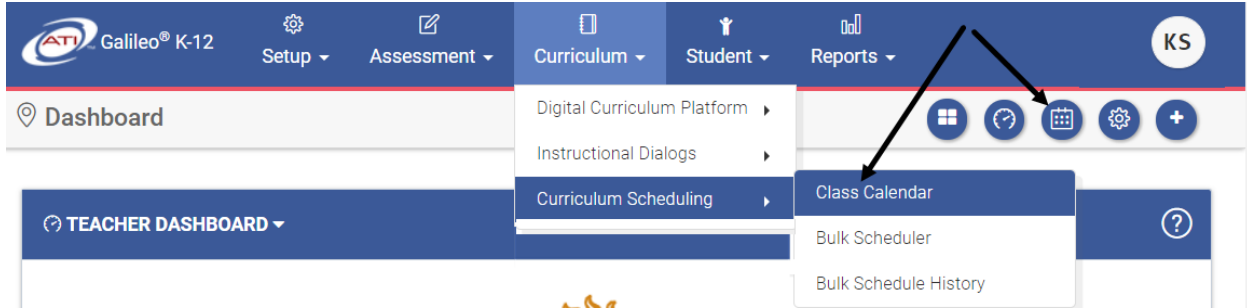 ATI Galileo® K-12
Setup
Assessment
Curriculum
Student
Reports
KS
Dashboard
Digital Curriculum Platform
Instructional Dialogs
Curriculum Scheduling
Class Calendar
Bulk Scheduler
Bulk Schedule History
TEACHER DASHBOARD
?